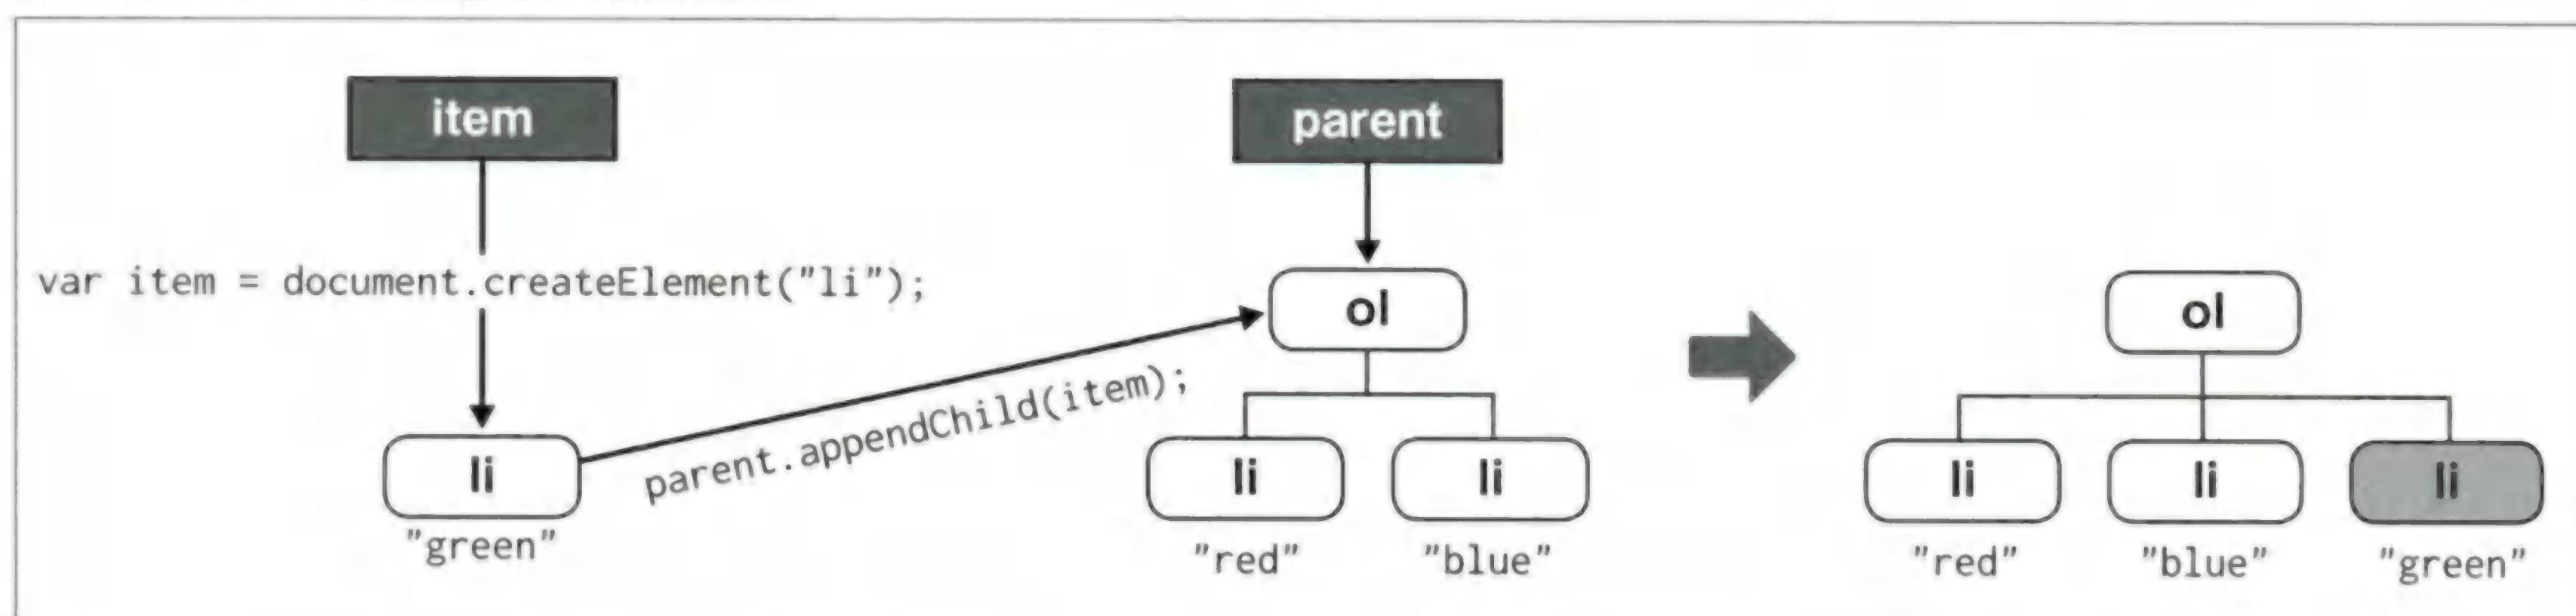 item
parent
var item = document.createElement("li");
ol
ol
parent.appendChild(item);
li
li
li
li
li
li
"green"
"red"
"blue"
"red"
"blue"
"green"